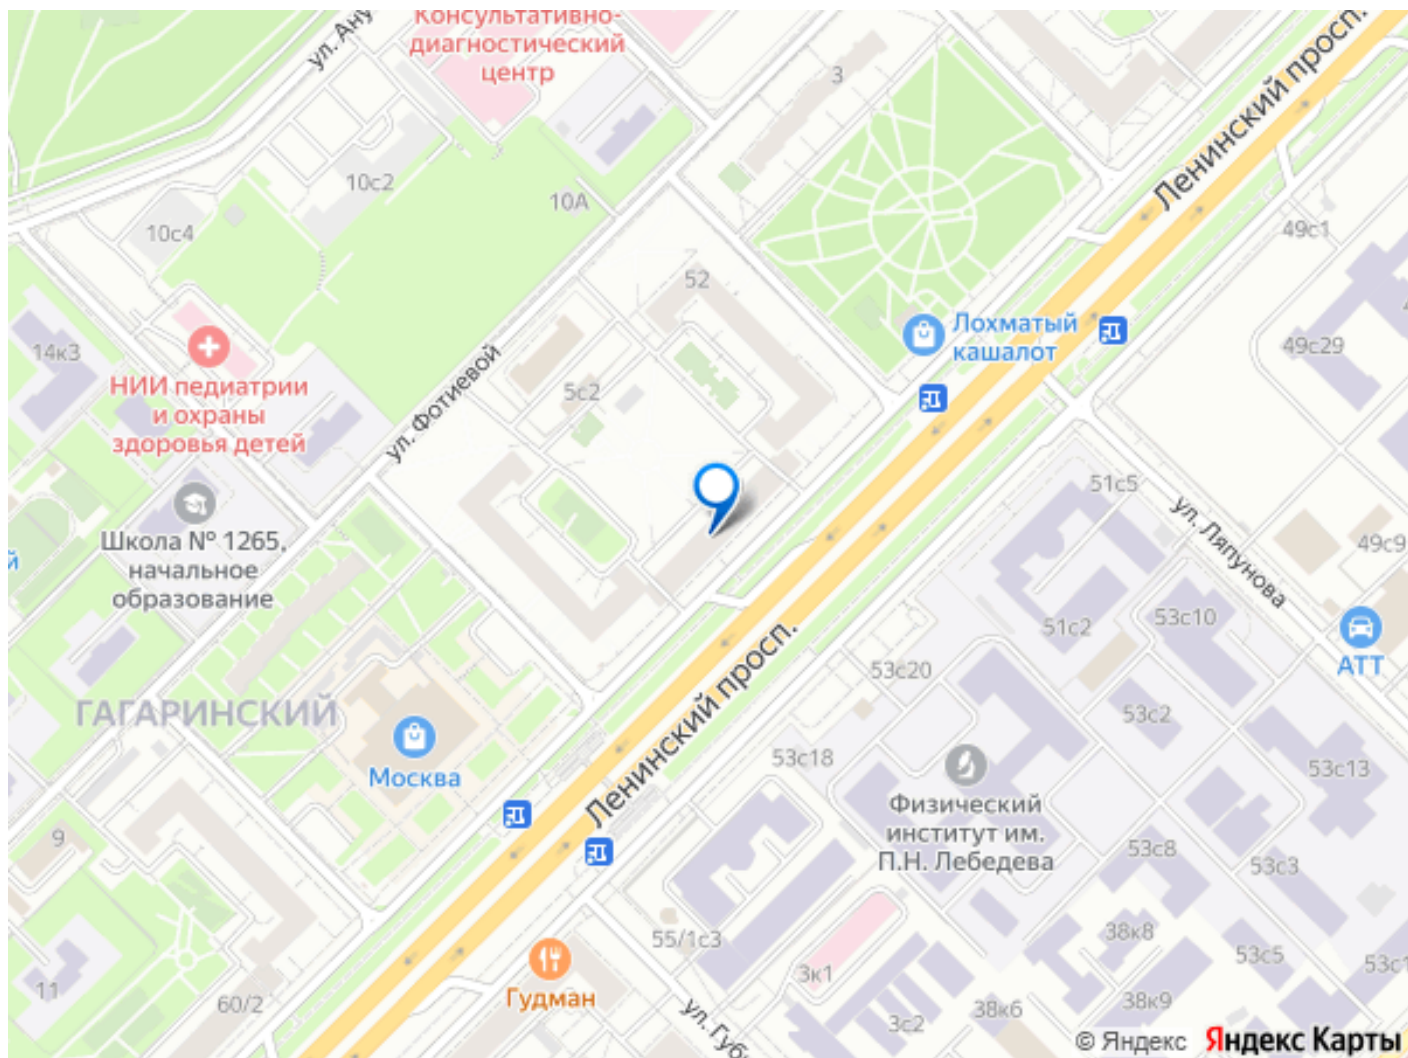 Консультативно-
диагностический
центр
ул. Ану
Ленинский просп.
3
10с2
10А
10с4
49с1
52
Лохматый
кашалот
49с29
14к3
НИИ педиатрии
и охраны
здоровья детей
5с2
ул. Фотиевой
51с5
ул. Ляпунова
49с9
Школа № 1265,
начальное
образование
й
51с2
53с10
АТТ
53с20
Ленинский просп.
ГАГАРИНСКИЙ
53с2
Москва
53с18
53с13
Физический
институт им.
П.Н. Лебедева
9
53с8
53с3
55/1с3
38к8
53с5
53с1
Гудман
3к1
11
60/2
ул. Губ
3с2
38к6
38к9
© Яндекс Яндекс Карты